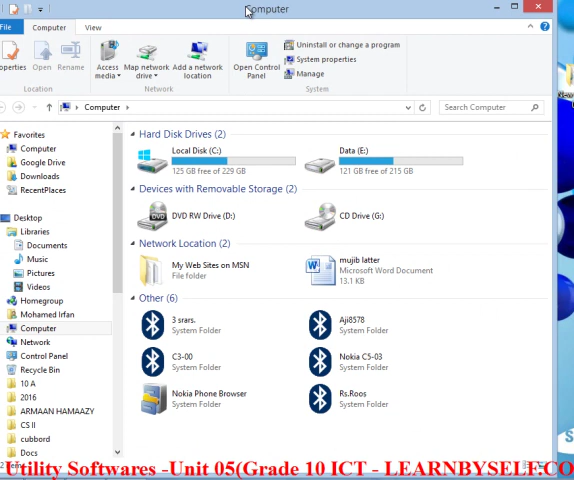 Computer
File
Computer
View
operties
Open
Rename
Access media
Map network drive
Add a network location
Open Control Panel
Uninstall or change a program
System properties
Manage
Location
Network
System
Computer
Search Computer
Favorites
Computer
Google Drive
Downloads
RecentPlaces
Desktop
Libraries
Documents
Music
Pictures
Videos
Homegroup
Mohamed Irfan
Computer
Network
Control Panel
Recycle Bin
10 A
2016
ARMAAN HAMAAZY
CS II
cubbord
Docs
Hard Disk Drives (2)
Local Disk (C:)
125 GB free of 229 GB
Data (E:)
121 GB free of 215 GB
Devices with Removable Storage (2)
DVD RW Drive (D:)
CD Drive (G:)
Network Location (2)
My Web Sites on MSN
File folder
mujib latter
Microsoft Word Document
13.1 KB
Other (6)
3 srars.
System Folder
Aji8578
System Folder
C3-00
System Folder
Nokia C5-03
System Folder
Nokia Phone Browser
System Folder
Rs.Roos
System Folder
Utility Softwares -Unit 05(Grade 10 ICT - LEARNBYSELF.CO